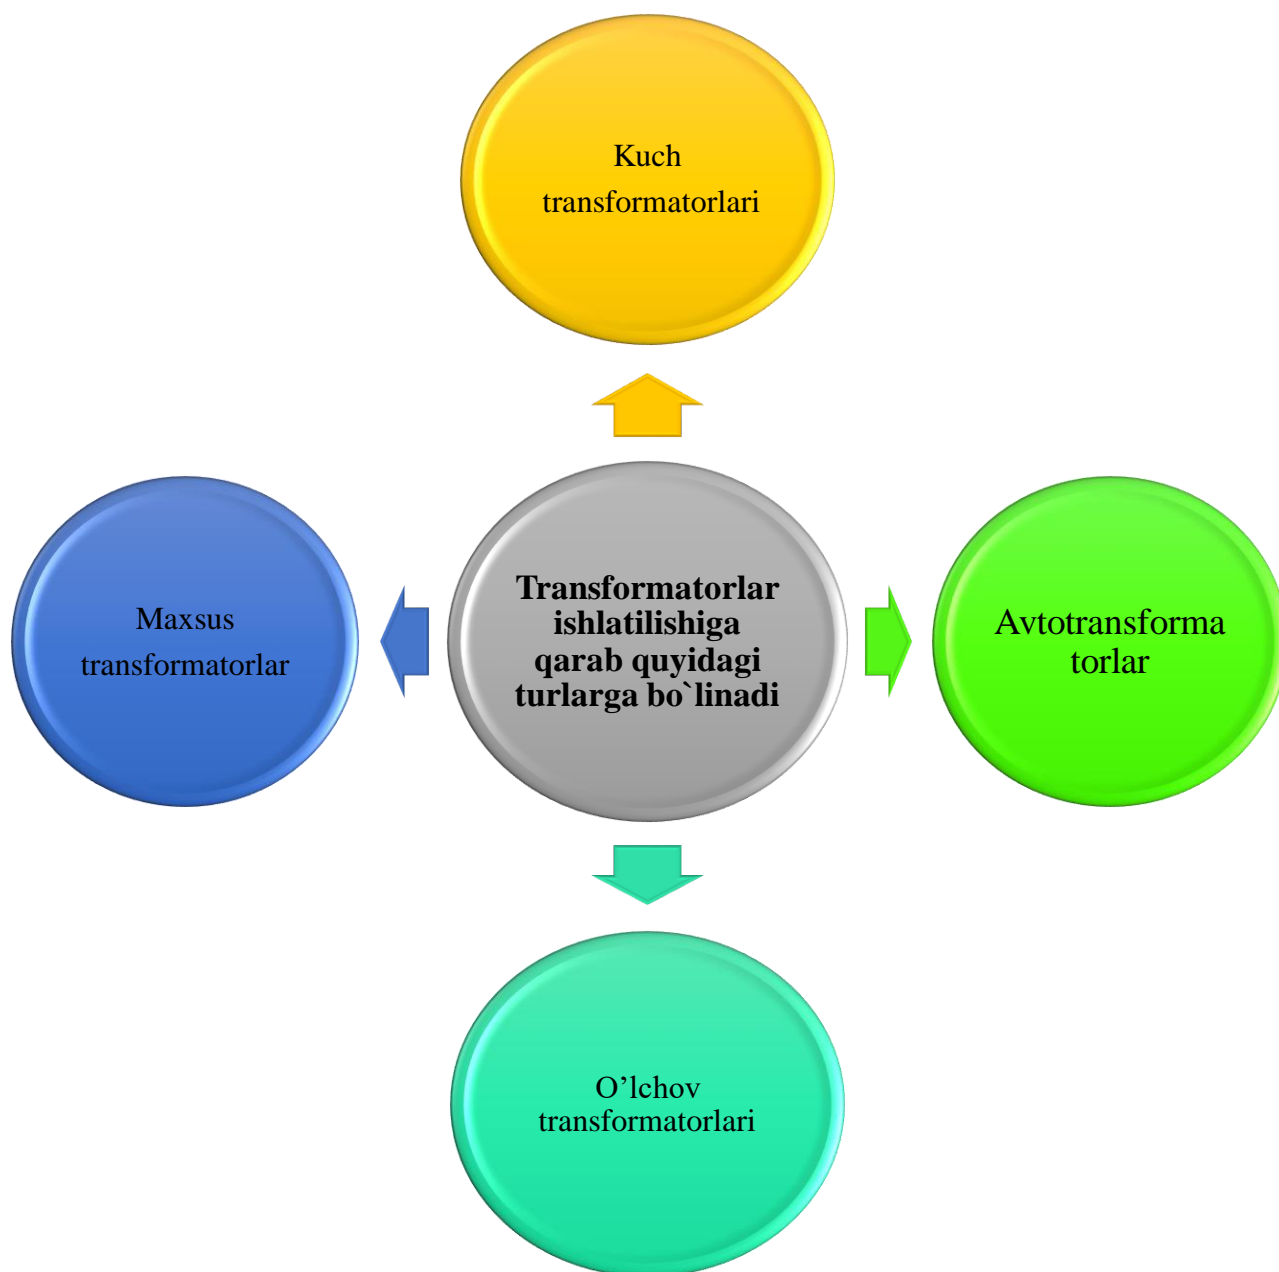 Kuch
transformatorlari
Maxsus
transformatorlar
Transformatorlar
ishlatilishiga
qarab quyidagi
turlarga bo`linadi
Avtotransforma
torlar
O’lchov
transformatorlari